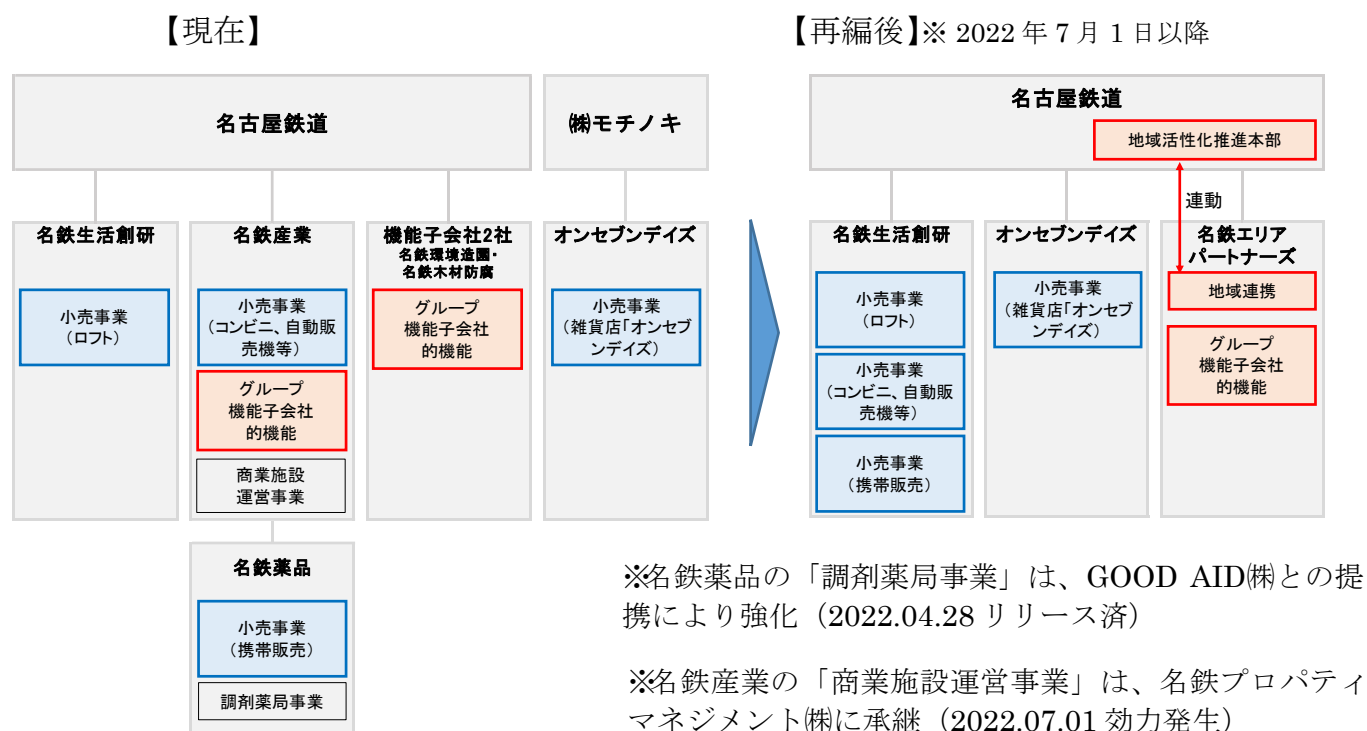 【現在】
名古屋鉄道
㈱モチノキ
名鉄生活創研
小売事業
（ロフト）
名鉄産業
小売事業
（コンビニ、自動販
売機等）
グループ
機能子会社
的機能
商業施設
運営事業
機能子会社2社
名鉄環境造園・
名鉄木材防腐
グループ
機能子会社
的機能
オンセブンデイズ
小売事業
（雑貨店「オンセブ
ンデイズ）
名鉄薬品
小売事業
（携帯販売）
調剤薬局事業
【再編後】※ 2022 年 7 月 1 日以降
名古屋鉄道
地域活性化推進本部
連動
名鉄生活創研
小売事業
（ロフト）
小売事業
（コンビニ、自動販
売機等）
小売事業
（携帯販売）
オンセブンデイズ
小売事業
（雑貨店「オンセブ
ンデイズ）
名鉄エリア
パートナーズ
地域連携
グループ
機能子会社
的機能
※名鉄薬品の「調剤薬局事業」は、GOOD AID㈱との提
携により強化（2022.04.28 リリース済）
※名鉄産業の「商業施設運営事業」は、名鉄プロパティ
マネジメント㈱に承継（2022.07.01 効力発生）